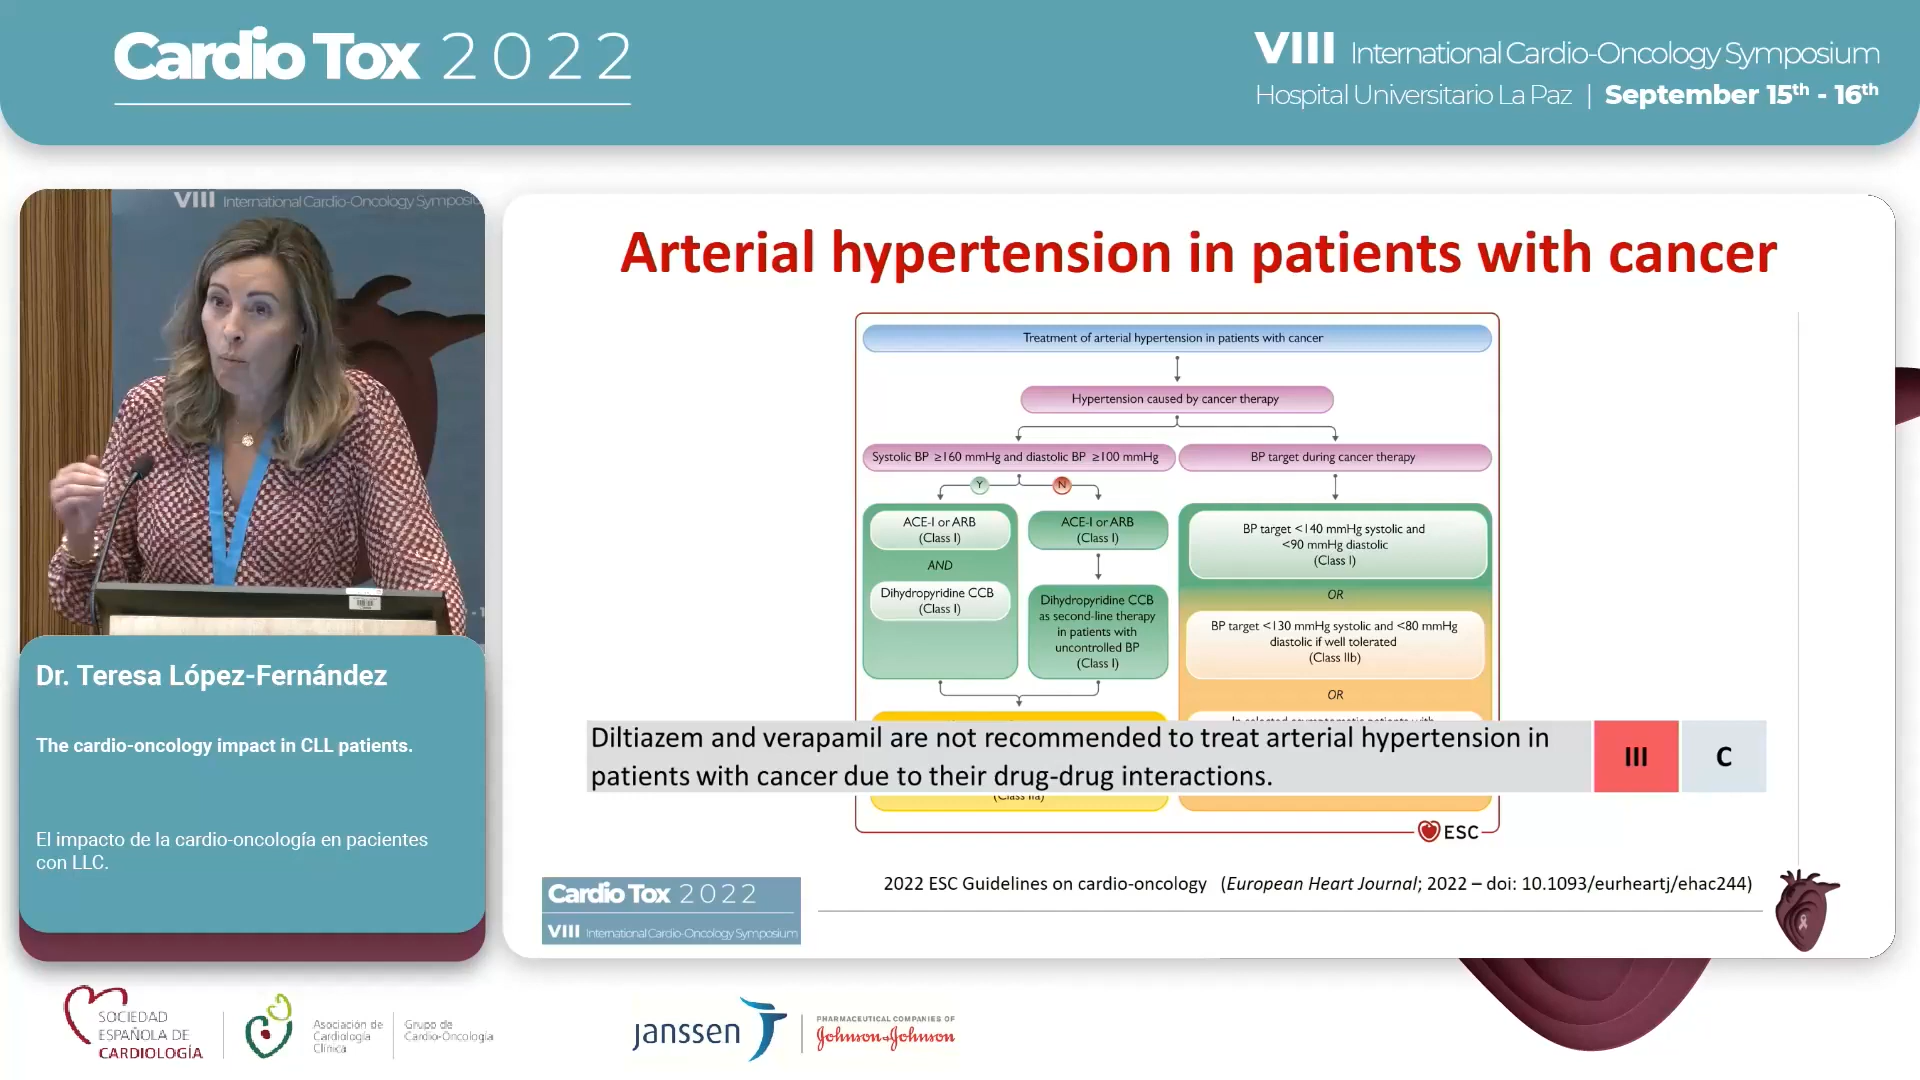 Cardio Tox 2022
VIII International Cardio-Oncology Symposium
Hospital Universitario La Paz | September 15th - 16th
VIII International Cardio-Oncology
Dr. Teresa López-Fernández
The cardio-oncology impact in CLL patients.
El impacto de la cardio-oncología en pacientes
con LLC.
Arterial hypertension in patients with cancer
Treatment of arterial hypertension in patients with cancer
Hypertension caused by cancer therapy
Systolic BP ≥160 mmHg and diastolic BP ≥100 mmHg
BP target during cancer therapy
Y
N
ACE-I or ARB
(Class I)
AND
Dihydropyridine CCB
(Class I)
ACE-I or ARB
(Class I)
Dihydropyridine CCB
as second-line therapy
in patients with
uncontrolled BP
(Class I)
BP target <140 mmHg systolic and
<90 mmHg diastolic
(Class I)
OR
BP target <130 mmHg systolic and <80 mmHg
diastolic if well tolerated
(Class IIb)
OR
Diltiazem and verapamil are not recommended to treat arterial hypertension in
patients with cancer due to their drug-drug interactions.
III
C
(Class IIa)
ESC
2022 ESC Guidelines on cardio-oncology (European Heart Journal; 2022 – doi: 10.1093/eurheartj/ehac244)
Cardio Tox 2022
VIII International Cardio-Oncology Symposium
SOCIEDAD
ESPAÑOLA DE
CARDIOLOGÍA
Asociación de
Cardiología
Clínica
Grupo de
Cardio-Oncología
janssen
PHARMACEUTICAL COMPANIES OF
Johnson & Johnson